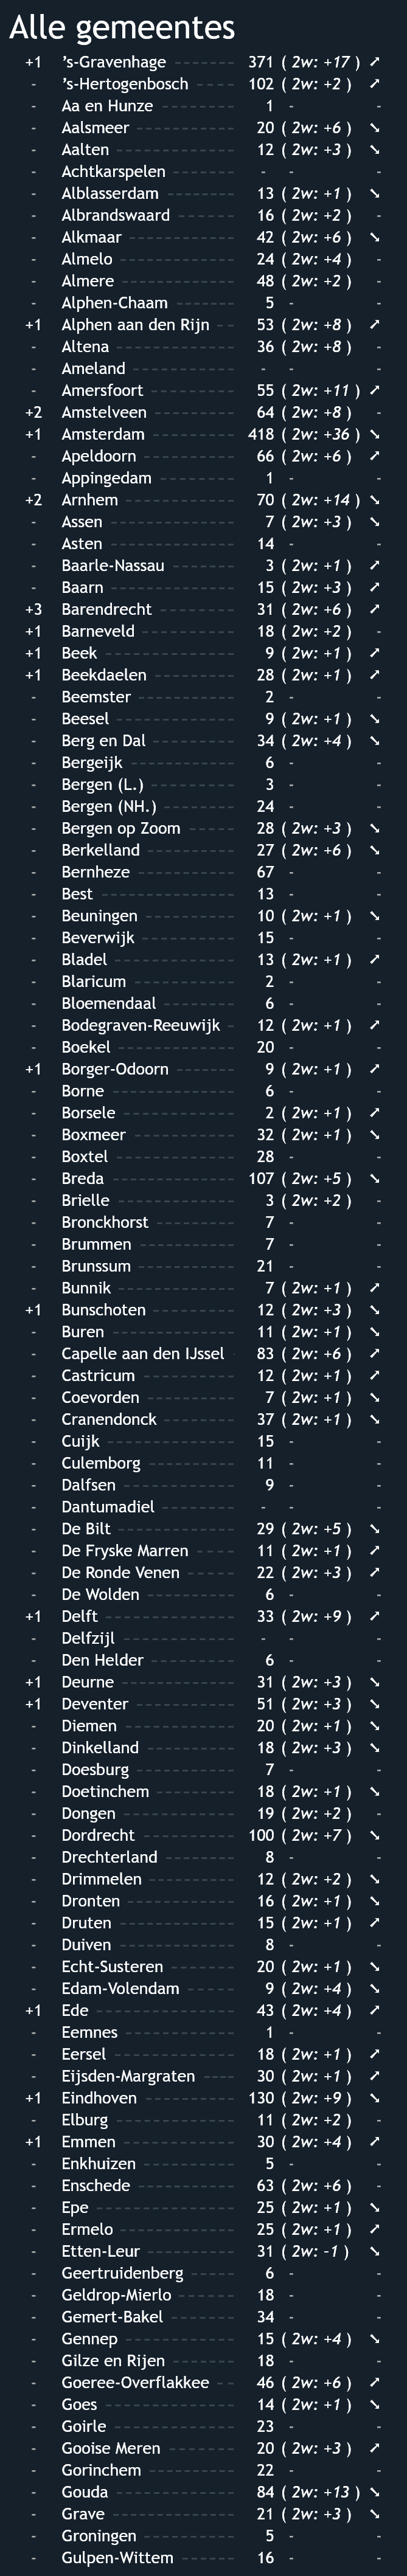 Alle gemeentes
+1 's-Gravenhage 371 ( 2w: +17 ) ↗
- 's-Hertogenbosch 102 ( 2w: +2 ) ↗
- Aa en Hunze 1 - -
- Aalsmeer 20 ( 2w: +6 ) ↘
- Aalten 12 ( 2w: +3 ) ↘
- Achtkarspelen - - -
- Alblasserdam 13 ( 2w: +1 ) ↘
- Albrandswaard 16 ( 2w: +2 ) -
- Alkmaar 42 ( 2w: +6 ) ↘
- Almelo 24 ( 2w: +4 ) -
- Almere 48 ( 2w: +2 ) -
- Alphen-Chaam 5 - -
+1 Alphen aan den Rijn 53 ( 2w: +8 ) ↗
- Altena 36 ( 2w: +8 ) -
- Ameland - - -
- Amersfoort 55 ( 2w: +11 ) ↗
+2 Amstelveen 64 ( 2w: +8 ) -
+1 Amsterdam 418 ( 2w: +36 ) ↘
- Apeldoorn 66 ( 2w: +6 ) ↗
- Appingedam 1 - -
+2 Arnhem 70 ( 2w: +14 ) ↘
- Assen 7 ( 2w: +3 ) ↘
- Asten 14 - -
- Baarle-Nassau 3 ( 2w: +1 ) ↗
- Baarn 15 ( 2w: +3 ) ↗
+3 Barendrecht 31 ( 2w: +6 ) ↗
+1 Barneveld 18 ( 2w: +2 ) -
+1 Beek 9 ( 2w: +1 ) ↗
+1 Beekdaelen 28 ( 2w: +1 ) ↗
- Beemster 2 - -
- Beesel 9 ( 2w: +1 ) ↘
- Berg en Dal 34 ( 2w: +4 ) ↘
- Bergeijk 6 - -
- Bergen (L.) 3 - -
- Bergen (NH.) 24 - -
- Bergen op Zoom 28 ( 2w: +3 ) ↘
- Berkelland 27 ( 2w: +6 ) ↘
- Bernheze 67 - -
- Best 13 - -
- Beuningen 10 ( 2w: +1 ) ↘
- Beverwijk 15 - -
- Bladel 13 ( 2w: +1 ) ↗
- Blaricum 2 - -
- Bloemendaal 6 - -
- Bodegraven-Reeuwijk 12 ( 2w: +1 ) ↗
- Boekel 20 - -
+1 Borger-Odoorn 9 ( 2w: +1 ) ↗
- Borne 6 - -
- Borsele 2 ( 2w: +1 ) ↗
- Boxmeer 32 ( 2w: +1 ) ↘
- Boxtel 28 - -
- Breda 107 ( 2w: +5 ) ↘
- Brielle 3 ( 2w: +2 ) -
- Bronckhorst 7 - -
- Brummen 7 - -
- Brunssum 21 - -
- Bunnik 7 ( 2w: +1 ) ↗
+1 Bunschoten 12 ( 2w: +3 ) ↘
- Buren 11 ( 2w: +1 ) ↘
- Capelle aan den IJssel 83 ( 2w: +6 ) ↗
- Castricum 12 ( 2w: +1 ) ↗
- Coevorden 7 ( 2w: +1 ) ↘
- Cranendonck 37 ( 2w: +1 ) ↘
- Cuijk 15 - -
- Culemborg 11 - -
- Dalfsen 9 - -
- Dantumadiel - - -
- De Bilt 29 ( 2w: +5 ) ↘
- De Fryske Marren 11 ( 2w: +1 ) ↗
- De Ronde Venen 22 ( 2w: +3 ) ↗
- De Wolden 6 - -
+1 Delft 33 ( 2w: +9 ) ↗
- Delfzijl - - -
- Den Helder 6 - -
+1 Deurne 31 ( 2w: +3 ) ↘
+1 Deventer 51 ( 2w: +3 ) ↘
- Diemen 20 ( 2w: +1 ) ↘
- Dinkelland 18 ( 2w: +3 ) ↘
- Doesburg 7 - -
- Doetinchem 18 ( 2w: +1 ) ↘
- Dongen 19 ( 2w: +2 ) -
- Dordrecht 100 ( 2w: +7 ) ↘
- Drechterland 8 - -
- Drimmelen 12 ( 2w: +2 ) ↘
- Dronten 16 ( 2w: +1 ) ↘
- Druten 15 ( 2w: +1 ) ↗
- Duiven 8 - -
- Echt-Susteren 20 ( 2w: +1 ) ↘
- Edam-Volendam 9 ( 2w: +4 ) ↘
+1 Ede 43 ( 2w: +4 ) ↗
- Eemnes 1 - -
- Eersel 18 ( 2w: +1 ) ↗
- Eijsden-Margraten 30 ( 2w: +1 ) ↗
+1 Eindhoven 130 ( 2w: +9 ) ↘
- Elburg 11 ( 2w: +2 ) -
+1 Emmen 30 ( 2w: +4 ) ↗
- Enkhuizen 5 - -
- Enschede 63 ( 2w: +6 ) -
- Epe 25 ( 2w: +1 ) ↘
- Ermelo 25 ( 2w: +1 ) ↗
- Etten-Leur 31 ( 2w: -1 ) ↘
- Geertruidenberg 6 - -
- Geldrop-Mierlo 18 - -
- Gemert-Bakel 34 - -
- Gennep 15 ( 2w: +4 ) ↘
- Gilze en Rijen 18 - -
- Goeree-Overflakkee 46 ( 2w: +6 ) ↗
- Goes 14 ( 2w: +1 ) ↘
- Goirle 23 - -
- Gooise Meren 20 ( 2w: +3 ) ↗
- Gorinchem 22 - -
- Gouda 84 ( 2w: +13 ) ↘
- Grave 21 ( 2w: +3 ) ↘
- Groningen 5 - -
- Gulpen-Wittem 16 - -